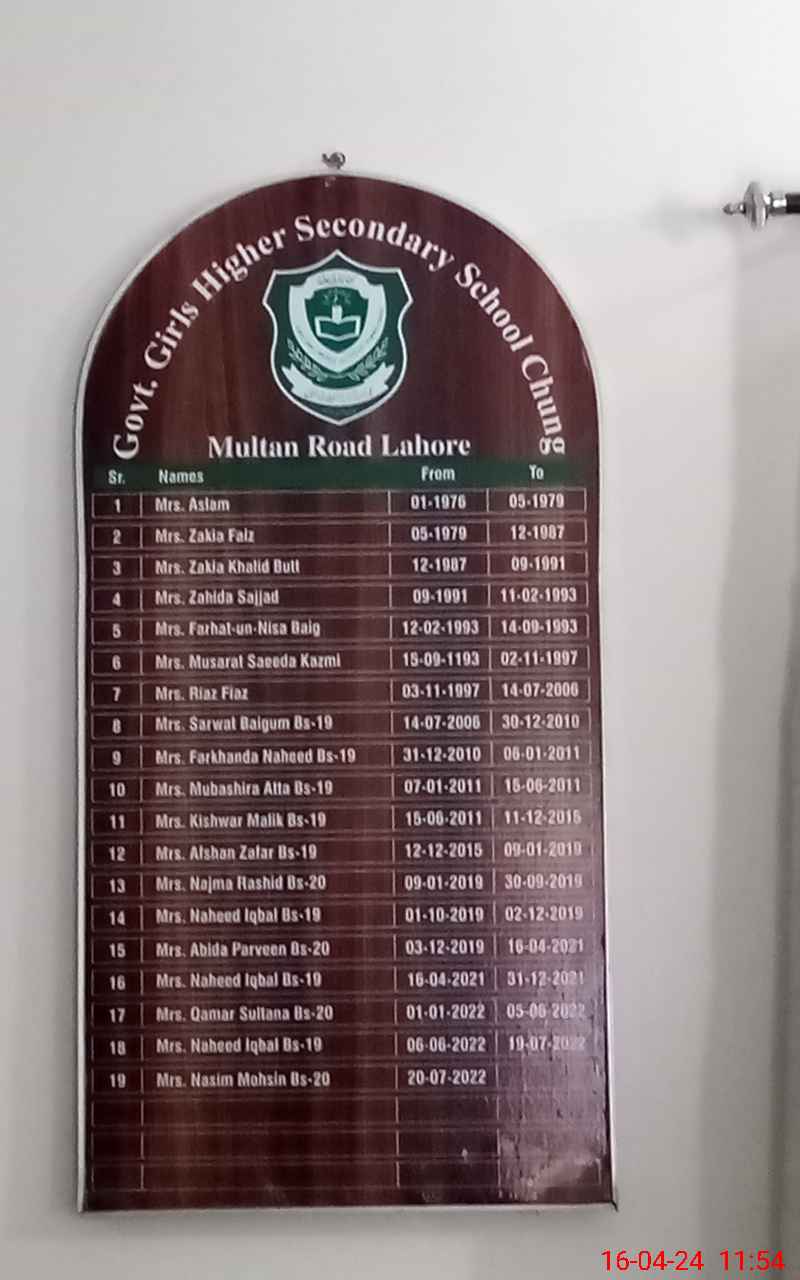 Govt. Girls Higher Secondary School Chung
Multan Road Lahore
Sr. Names From To
1 Mrs. Aslam 01-1976 05-1979
2 Mrs. Zakia Faiz 05-1979 12-1987
3 Mrs. Zakia Khalid Butt 12-1987 09-1991
4 Mrs. Zahida Sajjad 09-1991 11-02-1993
5 Mrs. Farhat-un-Nisa Baig 12-02-1993 14-09-1993
6 Mrs. Musarat Saeeda Kazmi 15-09-1193 02-11-1997
7 Mrs. Riaz Fiaz 03-11-1997 14-07-2006
8 Mrs. Sarwat Baigum Bs-19 14-07-2006 30-12-2010
9 Mrs. Farkhanda Naheed Bs-19 31-12-2010 06-01-2011
10 Mrs. Mubashira Atta Bs-19 07-01-2011 15-06-2011
11 Mrs. Kishwar Malik Bs-19 15-06-2011 11-12-2015
12 Mrs. Afshan Zafar Bs-19 12-12-2015 09-01-2019
13 Mrs. Najma Rashid Bs-20 09-01-2019 30-09-2019
14 Mrs. Naheed Iqbal Bs-19 01-10-2019 02-12-2019
15 Mrs. Abida Parveen Bs-20 03-12-2019 16-04-2021
16 Mrs. Naheed Iqbal Bs-19 16-04-2021 31-12-2021
17 Mrs. Qamar Sultana Bs-20 01-01-2022 05-06-2022
18 Mrs. Naheed Iqbal Bs-19 06-06-2022 19-07-2022
19 Mrs. Nasim Mohsin Bs-20 20-07-2022
16-04-24 11:54